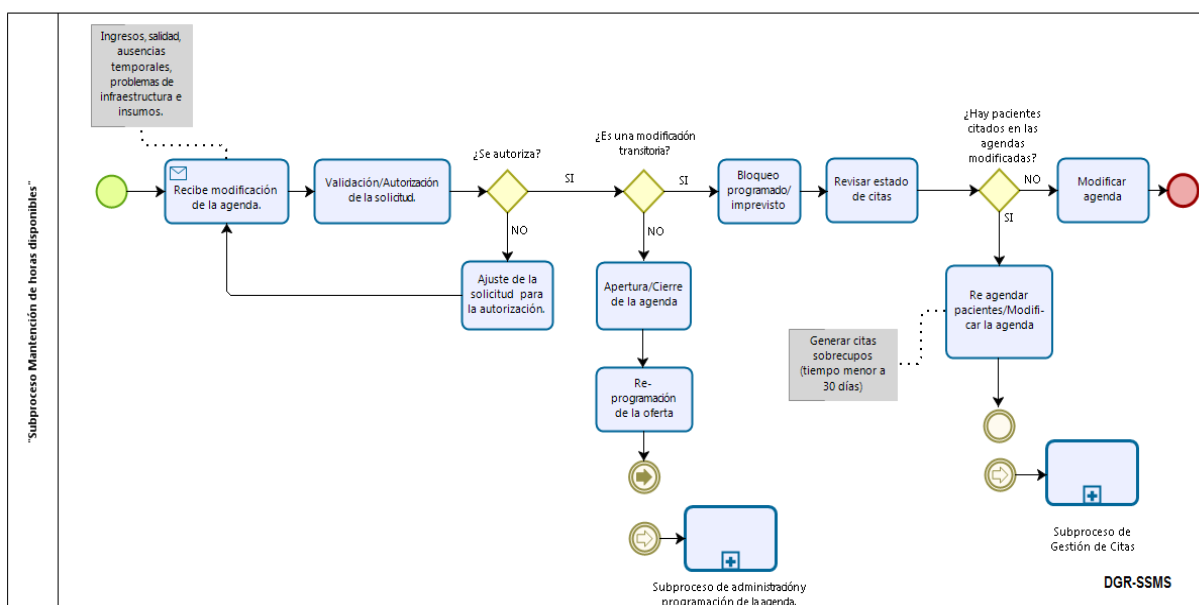 "Subproceso Mantención de horas disponibles"
Ingresos, salidad,
ausencias
temporales,
problemas de
infraestructura e
insumos.
Recibe modificación
de la agenda.
Validación/Autorización
de la solicitud.
¿Se autoriza?
SI
NO
Ajuste de la
solicitud para
la autorización.
¿Es una modificación
transitoria?
SI
NO
Apertura/Cierre
de la agenda
Re-
programación
de la oferta
Subproceso de administración y
programación de la agenda.
Bloqueo
programado/
imprevisto
Revisar estado
de citas
¿Hay pacientes
citados en las
agendas
modificadas?
NO
SI
Modificar
agenda
Re agendar
pacientes/Modifi-
car la agenda
Generar citas
sobrecupos
(tiempo menor a
30 días)
Subproceso de
Gestión de Citas
DGR-SSMS